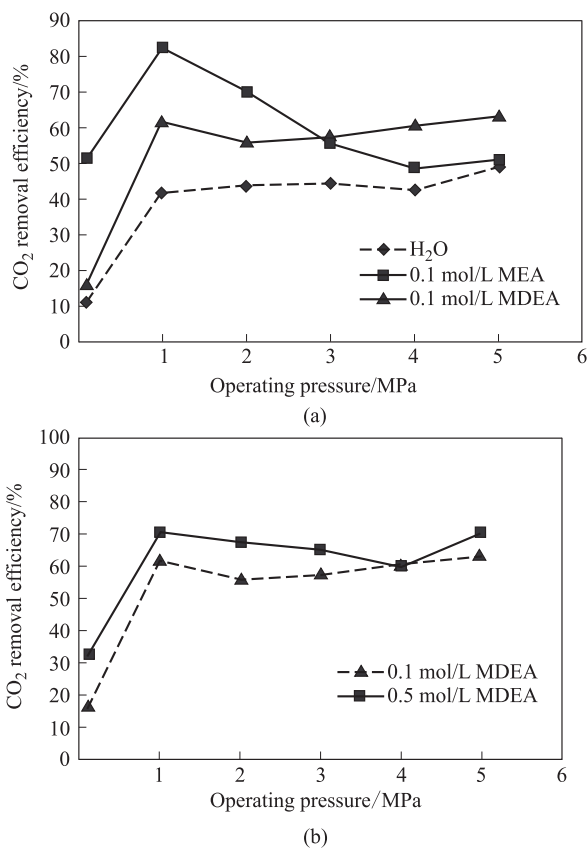 90
80
70
60
50
40
30
20
10
0
CO₂ removal efficiency/%
H₂O
0.1 mol/L MEA
0.1 mol/L MDEA
1 2 3 4 5 6
Operating pressure/MPa
(a)
100
90
80
70
60
50
40
30
20
10
0
CO₂ removal efficiency/%
0.1 mol/L MDEA
0.5 mol/L MDEA
1 2 3 4 5 6
Operating pressure/MPa
(b)